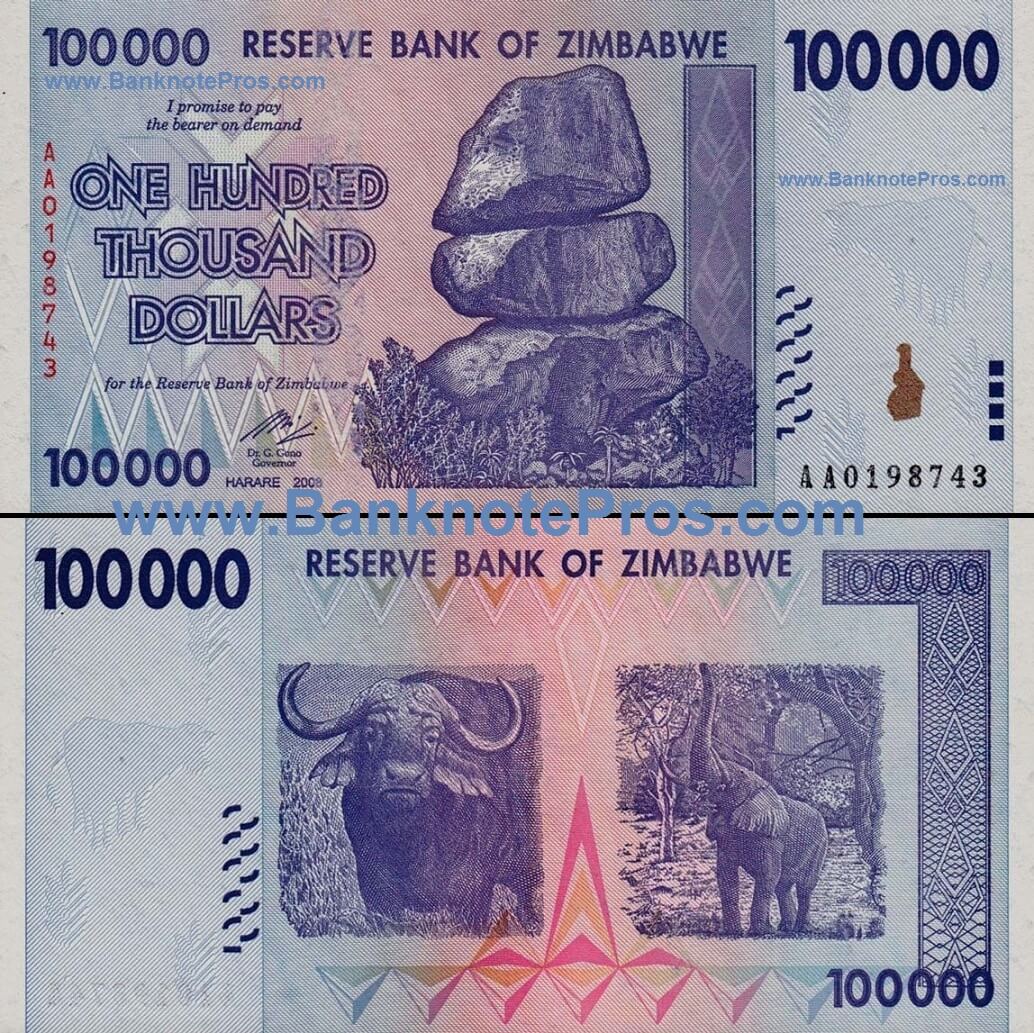 100000 RESERVE BANK OF ZIMBABWE 100000
www.BanknotePros.com
I promise to pay
the bearer on demand
AA0198743
ONE HUNDRED
THOUSAND
DOLLARS
www.BanknotePros.com
for the Reserve Bank of Zimbabwe
Dr. G. Gono
Governor
100000
HARARE 2008
AA0198743
www.BanknotePros.com
100000 RESERVE BANK OF ZIMBABWE 100000
100000